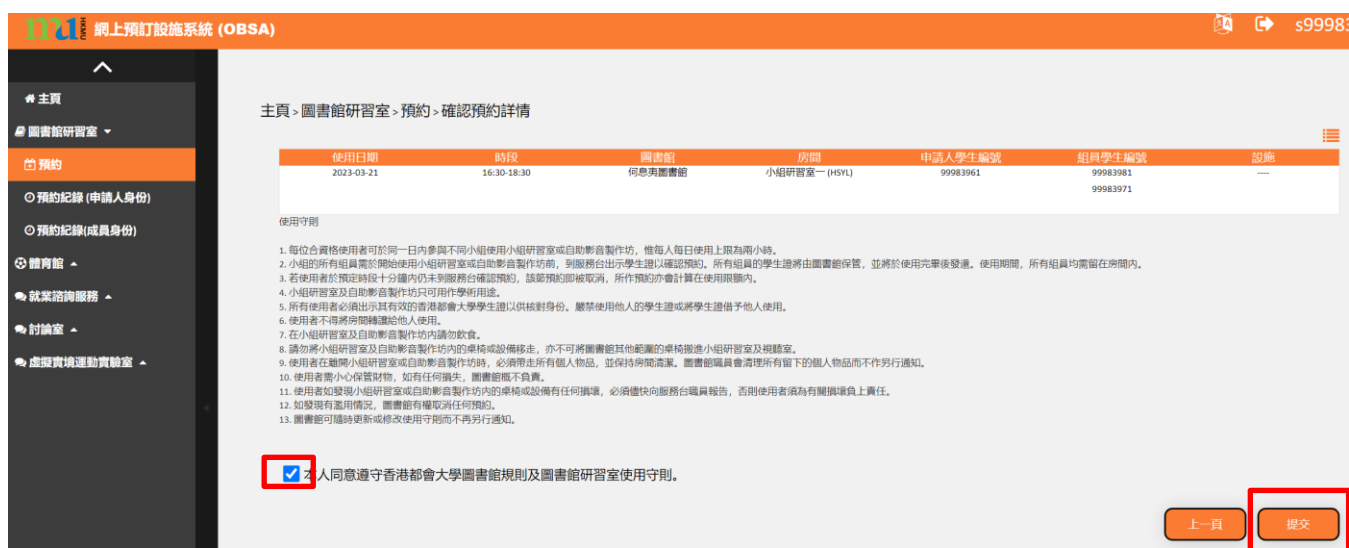 mu HKMU 網上預訂設施系統 (OBSA)
s99983
主頁
圖書館研習室
預約
預約紀錄 (申請人身份)
預約紀錄(成員身份)
體育館
就業諮詢服務
討論室
虛擬實境運動實驗室
主頁 > 圖書館研習室 > 預約 > 確認預約詳情
使用日期 時段 圖書館 房間 申請人學生編號 組員學生編號 設施
2023-03-21 16:30-18:30 何息夷圖書館 小組研習室一 (HSYL) 99983961 99983981 ----
99983971
使用守則
1. 每位合資格使用者可於同一日內參與不同小組使用小組研習室或自助影音製作坊，惟每人每日使用上限為兩小時。
2. 小組的所有組員需於開始使用小組研習室或自助影音製作坊前，到服務台出示學生證以確認預約。所有組員的學生證將由圖書館保管，並將於使用完畢後發還。使用期間，所有組員均需留在房間內。
3. 若使用者於預定時段十分鐘內仍未到服務台確認預約，該節預約即被取消，所作預約亦會計算在使用限額內。
4. 小組研習室及自助影音製作坊只可用作學術用途。
5. 所有使用者必須出示其有效的香港都會大學學生證以供核對身份。嚴禁使用他人的學生證或將學生證借予他人使用。
6. 使用者不得將房間轉讓給他人使用。
7. 在小組研習室及自助影音製作坊內請勿飲食。
8. 請勿將小組研習室及自助影音製作坊內的桌椅或設備移走，亦不可將圖書館其他範圍的桌椅搬進小組研習室及視聽室。
9. 使用者在離開小組研習室或自助影音製作坊時，必須帶走所有個人物品，並保持房間清潔。圖書館職員會清理所有留下的個人物品而不作另行通知。
10. 使用者需小心保管財物，如有任何損失，圖書館概不負責。
11. 使用者如發現小組研習室或自助影音製作坊內的桌椅或設備有任何損壞，必須儘快向服務台職員報告，否則使用者須為有關損壞負上責任。
12. 如發現有濫用情況，圖書館有權取消任何預約。
13. 圖書館可隨時更新或修改使用守則而不再另行通知。
本人同意遵守香港都會大學圖書館規則及圖書館研習室使用守則。
上一頁 提交